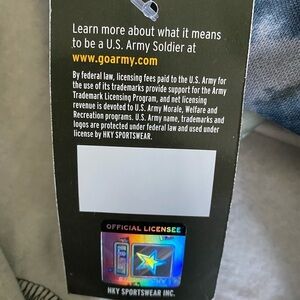 Learn more about what it means
to be a U.S. Army Soldier at
www.goarmy.com
By federal law, licensing fees paid to the U.S. Army for
the use of its trademarks provide support for the Army
Trademark Licensing Program, and net licensing
revenue is devoted to U.S. Army Morale, Welfare and
Recreation programs. U.S. Army name, trademarks and
logos are protected under federal law and used under
license by HKY SPORTSWEAR.
OFFICIAL LICENSEE
HKY SPORTSWEAR INC.